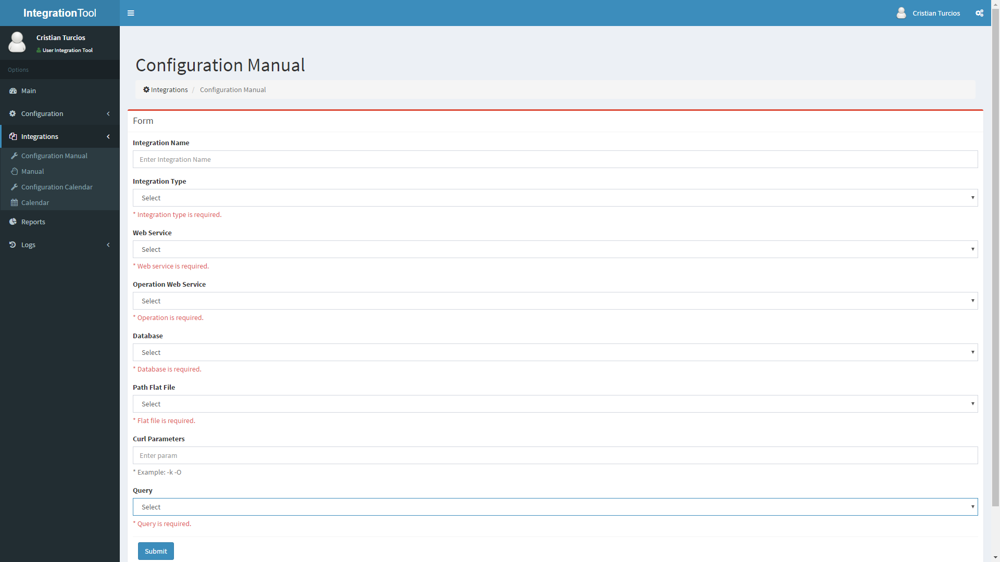 IntegrationTool
Cristian Turcios
Cristian Turcios
User Integration Tool
Options
Main
Configuration
Integrations
Configuration Manual
Manual
Configuration Calendar
Calendar
Reports
Logs
Configuration Manual
Integrations / Configuration Manual
Form
Integration Name
Enter Integration Name
Integration Type
Select
* Integration type is required.
Web Service
Select
* Web service is required.
Operation Web Service
Select
* Operation is required.
Database
Select
* Database is required.
Path Flat File
Select
* Flat file is required.
Curl Parameters
Enter param
* Example: -k -O
Query
Select
* Query is required.
Submit